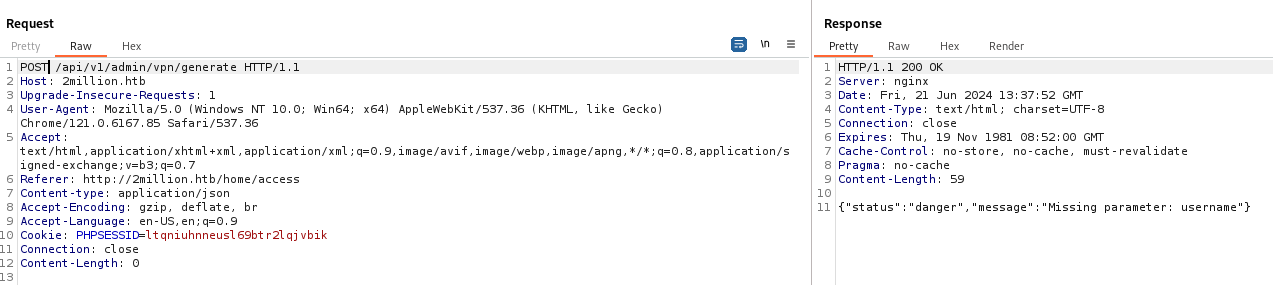 Request
Pretty Raw Hex
\n
1 POST /api/v1/admin/vpn/generate HTTP/1.1
2 Host: 2million.htb
3 Upgrade-Insecure-Requests: 1
4 User-Agent: Mozilla/5.0 (Windows NT 10.0; Win64; x64) AppleWebKit/537.36 (KHTML, like Gecko)
Chrome/121.0.6167.85 Safari/537.36
5 Accept:
text/html,application/xhtml+xml,application/xml;q=0.9,image/avif,image/webp,image/apng,*/*;q=0.8,application/s
igned-exchange;v=b3;q=0.7
6 Referer: http://2million.htb/home/access
7 Content-type: application/json
8 Accept-Encoding: gzip, deflate, br
9 Accept-Language: en-US,en;q=0.9
10 Cookie: PHPSESSID=ltqniuhnneusl69btr2lqjvbik
11 Connection: close
12 Content-Length: 0
13
Response
Pretty Raw Hex Render
1 HTTP/1.1 200 OK
2 Server: nginx
3 Date: Fri, 21 Jun 2024 13:37:52 GMT
4 Content-Type: text/html; charset=UTF-8
5 Connection: close
6 Expires: Thu, 19 Nov 1981 08:52:00 GMT
7 Cache-Control: no-store, no-cache, must-revalidate
8 Pragma: no-cache
9 Content-Length: 59
10
11 {"status":"danger","message":"Missing parameter: username"}